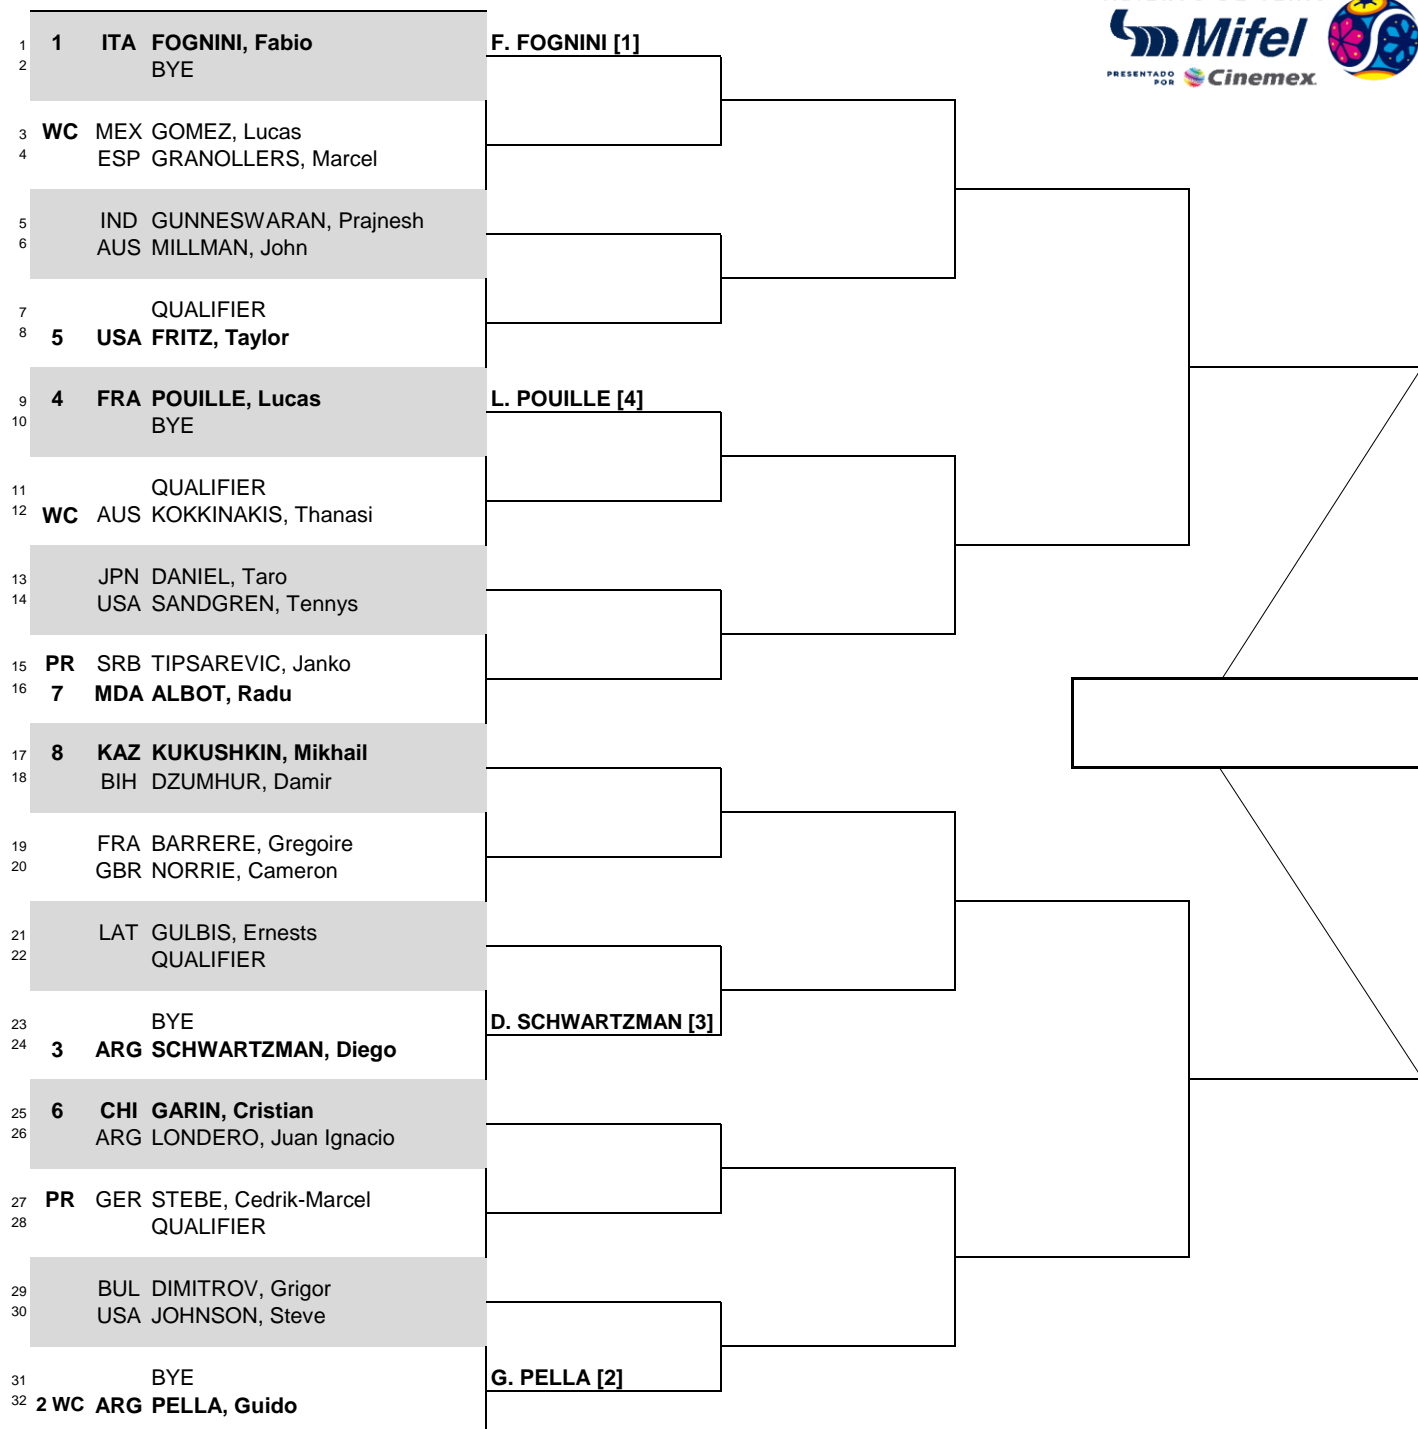 Mifel
PRESENTADO
POR Cinemex
1 1 ITA FOGNINI, Fabio F. FOGNINI [1]
2 BYE
3 WC MEX GOMEZ, Lucas
4 ESP GRANOLLERS, Marcel
5 IND GUNNESWARAN, Prajnesh
6 AUS MILLMAN, John
7 QUALIFIER
8 5 USA FRITZ, Taylor
9 4 FRA POUILLE, Lucas L. POUILLE [4]
10 BYE
11 QUALIFIER
12 WC AUS KOKKINAKIS, Thanasi
13 JPN DANIEL, Taro
14 USA SANDGREN, Tennys
15 PR SRB TIPSAREVIC, Janko
16 7 MDA ALBOT, Radu
17 8 KAZ KUKUSHKIN, Mikhail
18 BIH DZUMHUR, Damir
19 FRA BARRERE, Gregoire
20 GBR NORRIE, Cameron
21 LAT GULBIS, Ernests
22 QUALIFIER
23 BYE D. SCHWARTZMAN [3]
24 3 ARG SCHWARTZMAN, Diego
25 6 CHI GARIN, Cristian
26 ARG LONDERO, Juan Ignacio
27 PR GER STEBE, Cedrik-Marcel
28 QUALIFIER
29 BUL DIMITROV, Grigor
30 USA JOHNSON, Steve
31 BYE G. PELLA [2]
32 2 WC ARG PELLA, Guido